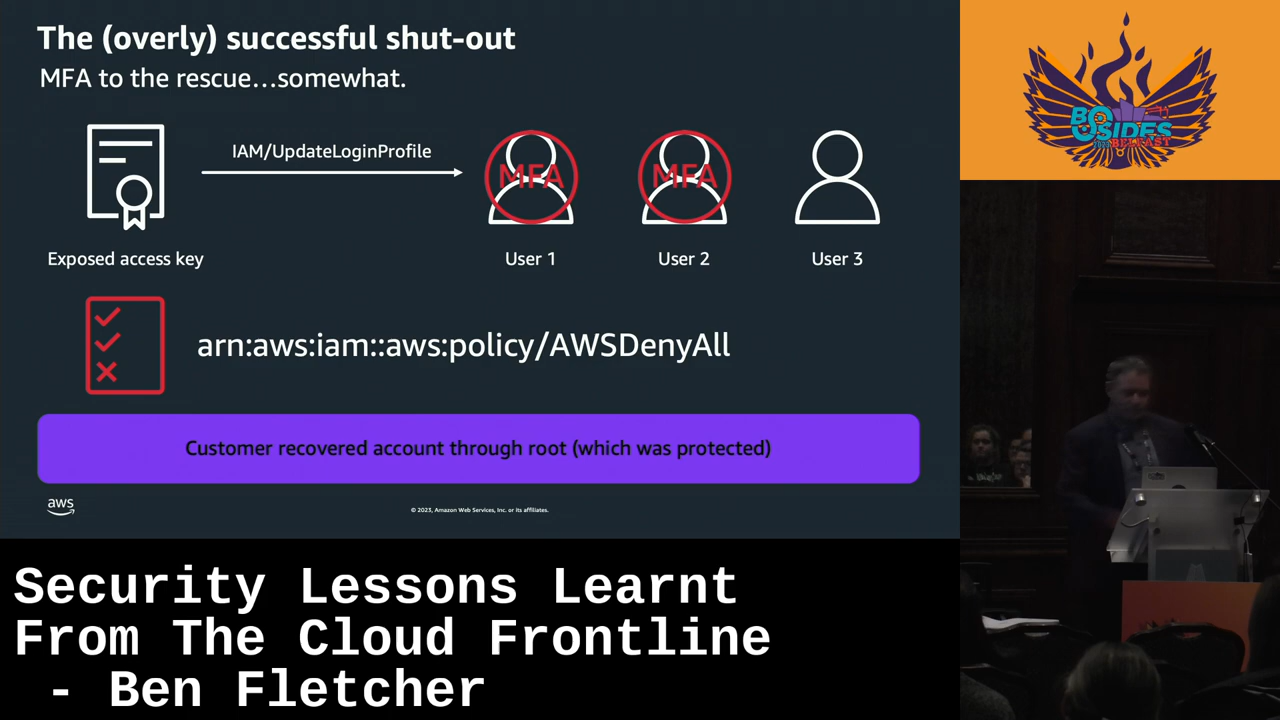 The (overly) successful shut-out
MFA to the rescue...somewhat.
IAM/UpdateLoginProfile
MFA
MFA
Exposed access key
User 1
User 2
User 3
arn:aws:iam::aws:policy/AWSDenyAll
Customer recovered account through root (which was protected)
aws
© 2023, Amazon Web Services, Inc. or its affiliates.
BSIDES
2023 BELFAST
Security Lessons Learnt
From The Cloud Frontline
- Ben Fletcher